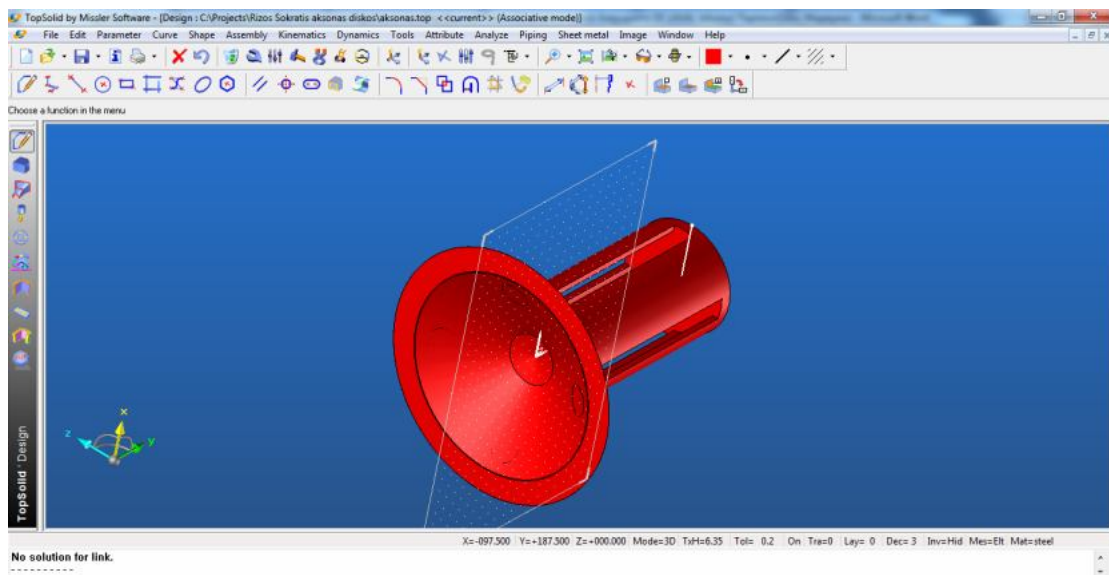 TopSolid by Missler Software - [Design : C:\Projects\Rizos Sokratis aksonas diskos\aksonas.top <<current>> (Associative mode)]
File Edit Parameter Curve Shape Assembly Kinematics Dynamics Tools Attribute Analyze Piping Sheet metal Image Window Help
Choose a function in the menu
x
z
y
TopSolid'Design
X=-097.500 Y=+187.500 Z=+000.000 Mode=3D TxH=6.35 Tol= 0.2 On Tra=0 Lay= 0 Dec= 3 Inv=Hid Mes=Elt Mat=steel
No solution for link.
----------